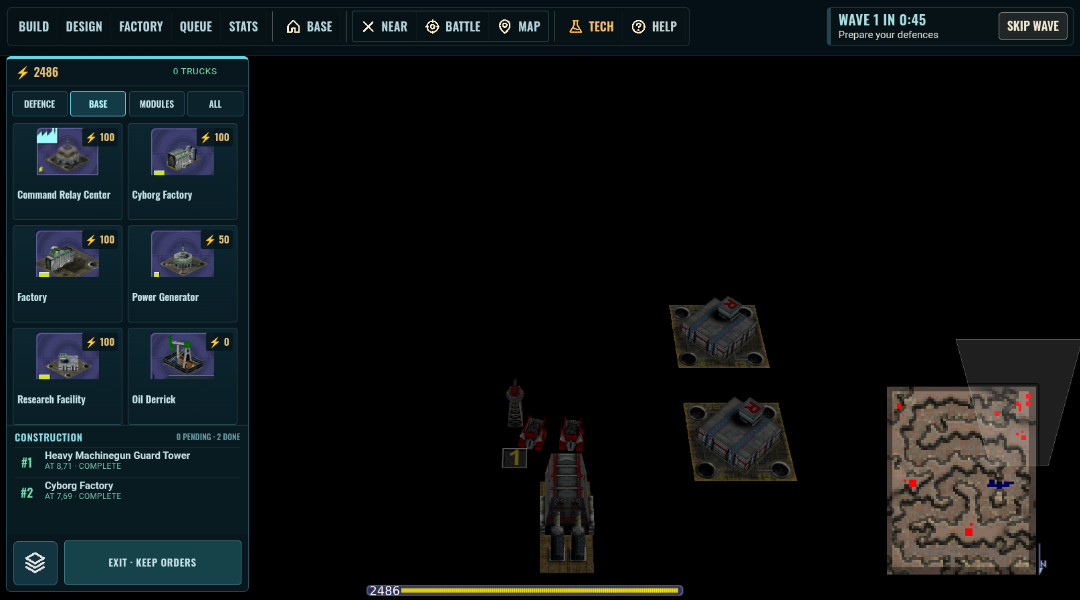 BUILD DESIGN FACTORY QUEUE STATS BASE NEAR BATTLE MAP TECH HELP
WAVE 1 IN 0:45
Prepare your defences
SKIP WAVE
2486
0 TRUCKS
DEFENCE BASE MODULES ALL
100
Command Relay Center
100
Cyborg Factory
100
Factory
50
Power Generator
100
Research Facility
0
Oil Derrick
CONSTRUCTION
0 PENDING · 2 DONE
#1 Heavy Machinegun Guard Tower
AT 8,71 · COMPLETE
#2 Cyborg Factory
AT 7,69 · COMPLETE
EXIT · KEEP ORDERS
1
R
R
2486
N